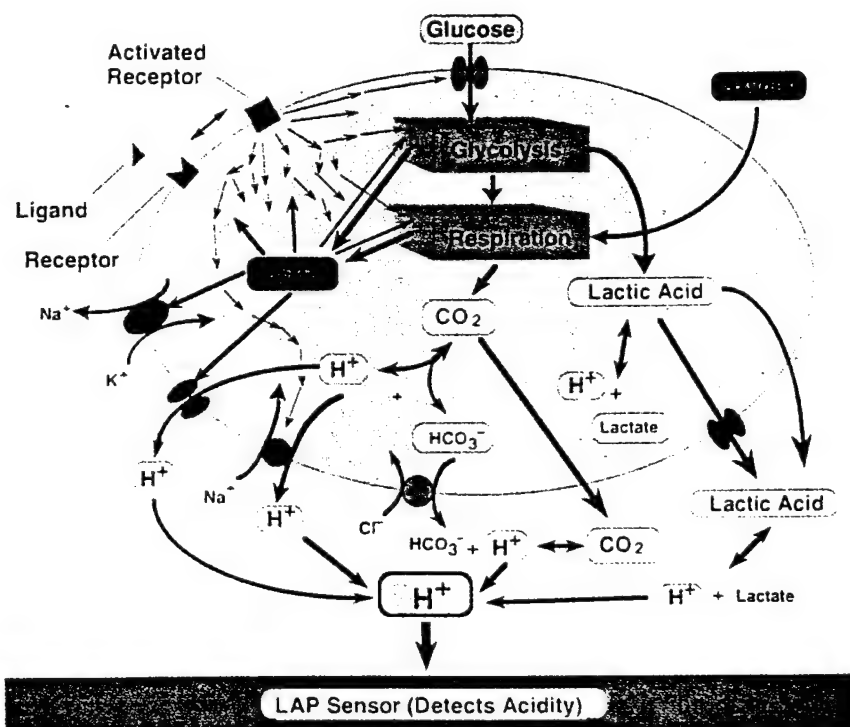 Glucose
Activated
Receptor
Glycolysis
Ligand
Receptor
Respiration
Lactic Acid
Na⁺
CO₂
K⁺
H⁺
+
H⁺ +
Lactate
HCO₃⁻
H⁺
Na⁺
H⁺
Cl⁻
Lactic Acid
HCO₃⁻ + H⁺
CO₂
H⁺
H⁺ + Lactate
LAP Sensor (Detects Acidity)